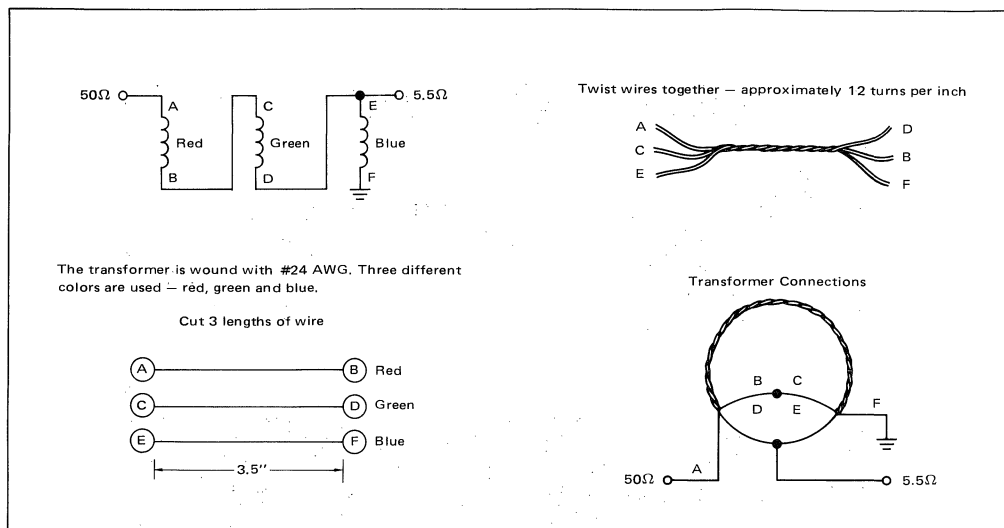 50Ω
A
Red
B
C
Green
D
E
5.5Ω
Blue
F
Twist wires together — approximately 12 turns per inch
A
C
E
D
B
F
The transformer is wound with #24 AWG. Three different
colors are used — red, green and blue.
Cut 3 lengths of wire
A B Red
C D Green
E F Blue
3.5"
Transformer Connections
B C
D E
F
50Ω A
5.5Ω